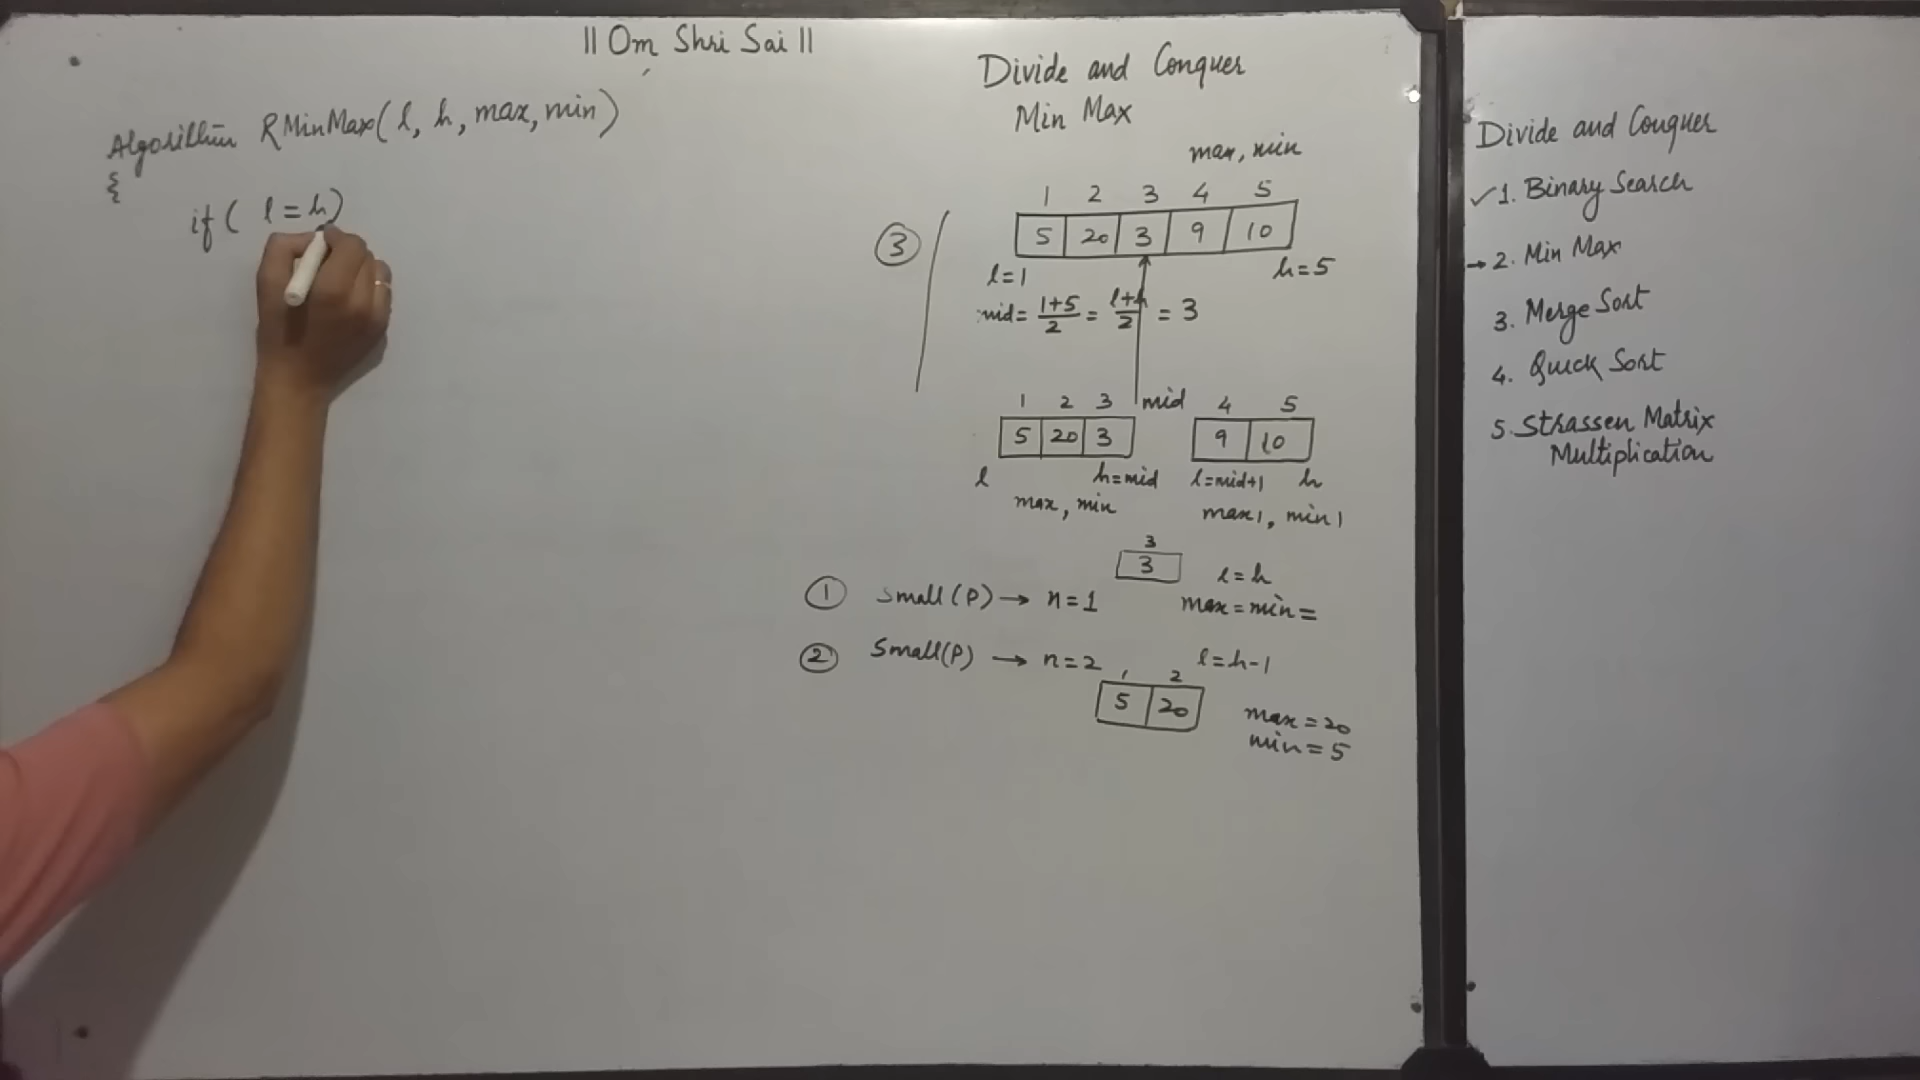 || Om Shri Sai ||
Algorithm RMinMax(l, h, max, min)
{
if( l=h)
Divide and Conquer
Min Max
max, min
1 2 3 4 5
③ 5 20 3 9 10
l=1 h=5
mid= 1+5/2 = l+h/2 = 3
1 2 3 mid 4 5
5 20 3 9 10
l h=mid l=mid+1 h
max, min max1, min1
3
3 l=h
① Small(P) → n=1 max=min=
② Small(P) → n=2 l=h-1
1 2
5 20
max=20
min=5
Divide and Conquer
✓1. Binary Search
→2. Min Max
3. Merge Sort
4. Quick Sort
5. Strassen Matrix
Multiplication